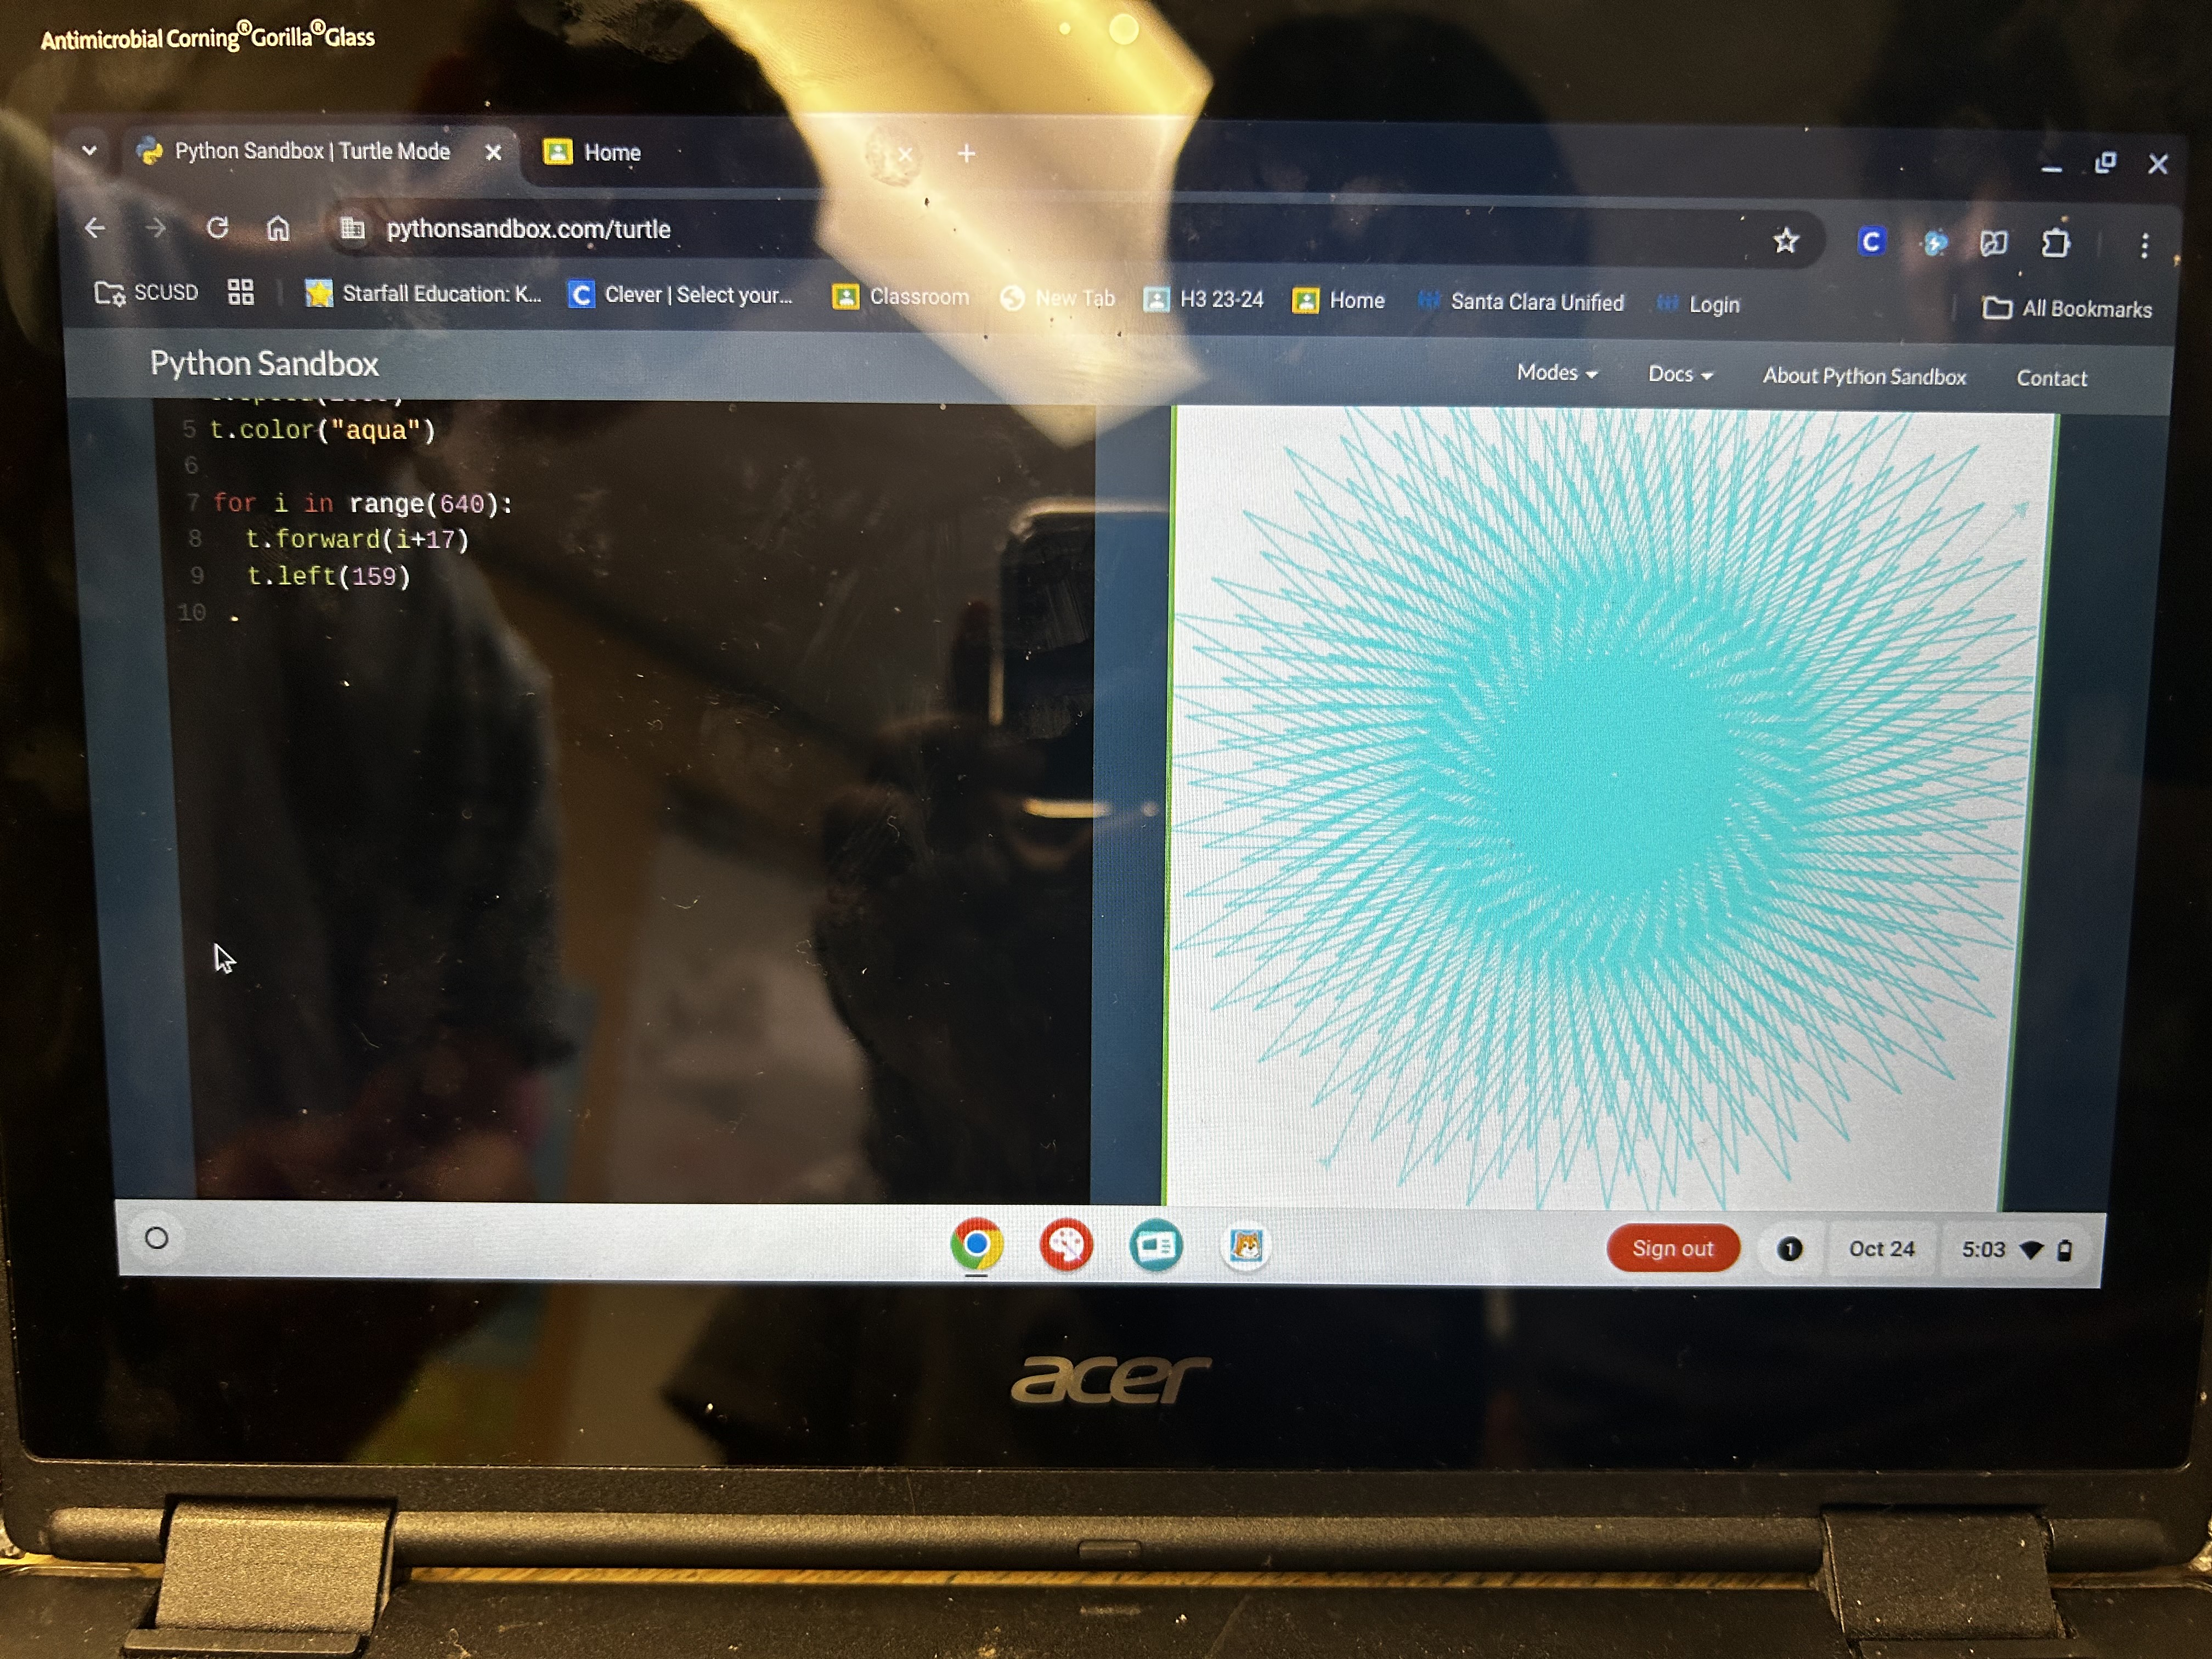 Antimicrobial Corning®Gorilla®Glass
Python Sandbox | Turtle Mode
Home
pythonsandbox.com/turtle
SCUSD
Starfall Education: K...
Clever | Select your...
Classroom
New Tab
H3 23-24
Home
Santa Clara Unified
Login
All Bookmarks
Python Sandbox
Modes
Docs
About Python Sandbox
Contact
5 t.color("aqua")
6
7 for i in range(640):
8 t.forward(i+17)
9 t.left(159)
10 .
Sign out
1
Oct 24
5:03
acer